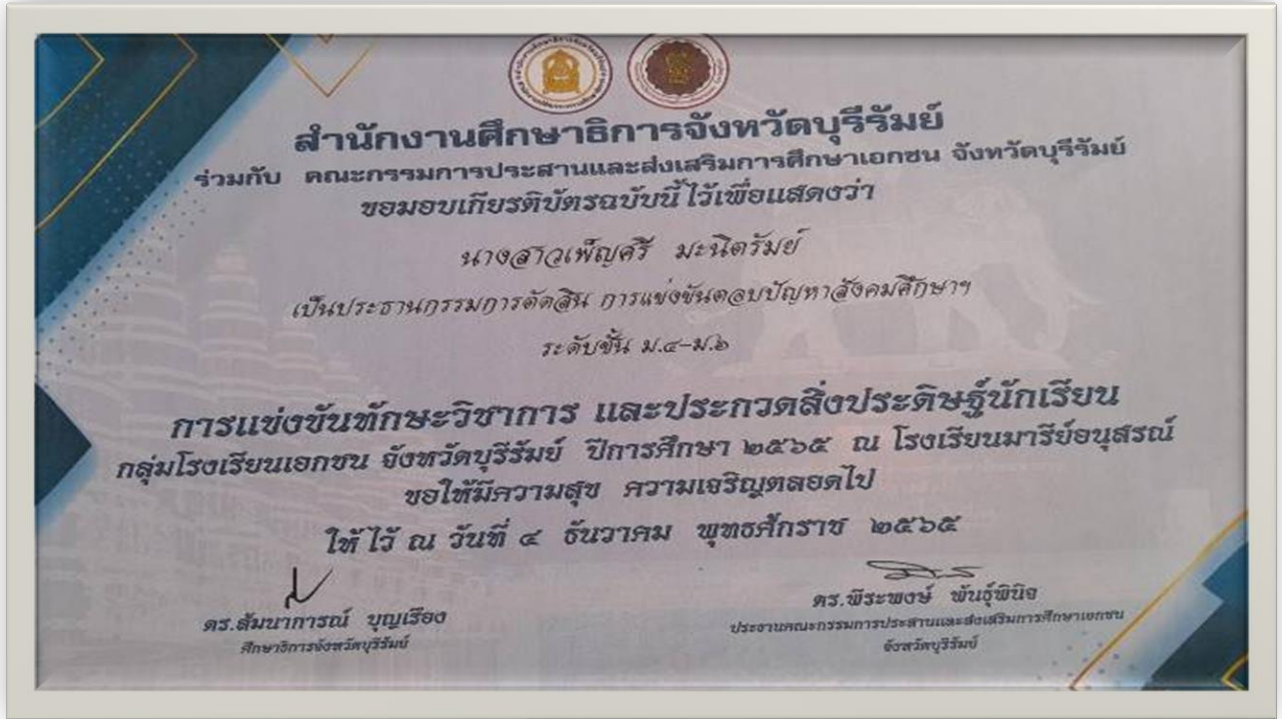 สำนักงานศึกษาธิการจังหวัดบุรีรัมย์
ร่วมกับ คณะกรรมการประสานและส่งเสริมการศึกษาเอกชน จังหวัดบุรีรัมย์
ขอมอบเกียรติบัตรฉบับนี้ ไว้เพื่อแสดงว่า
นางสาวเพ็ญศรี มะนิตรัมย์
เป็นประธานกรรมการตัดสิน การแข่งขันตอบปัญหาสังคมศึกษาฯ
ระดับชั้น ม.๔-ม.๖
การแข่งขันทักษะวิชาการ และประกวดสิ่งประดิษฐ์นักเรียน
กลุ่มโรงเรียนเอกชน จังหวัดบุรีรัมย์ ปีการศึกษา ๒๕๖๕ ณ โรงเรียนมารีย์อนุสรณ์
ขอให้มีความสุข ความเจริญตลอดไป
ให้ไว้ ณ วันที่ ๔ ธันวาคม พุทธศักราช ๒๕๖๕
ดร.สัมนาการณ์ บุญเรือง
ศึกษาธิการจังหวัดบุรีรัมย์
ดร.พีระพงษ์ พันธุ์พินิจ
ประธานคณะกรรมการประสานและส่งเสริมการศึกษาเอกชน
จังหวัดบุรีรัมย์